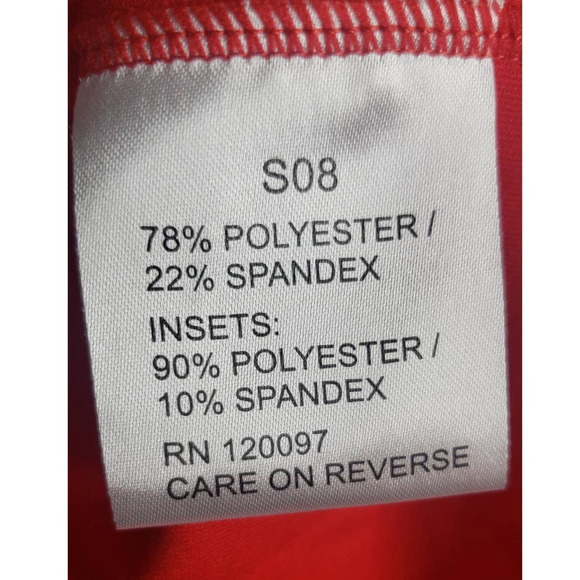 S08
78% POLYESTER /
22% SPANDEX
INSETS:
90% POLYESTER /
10% SPANDEX
RN 120097
CARE ON REVERSE